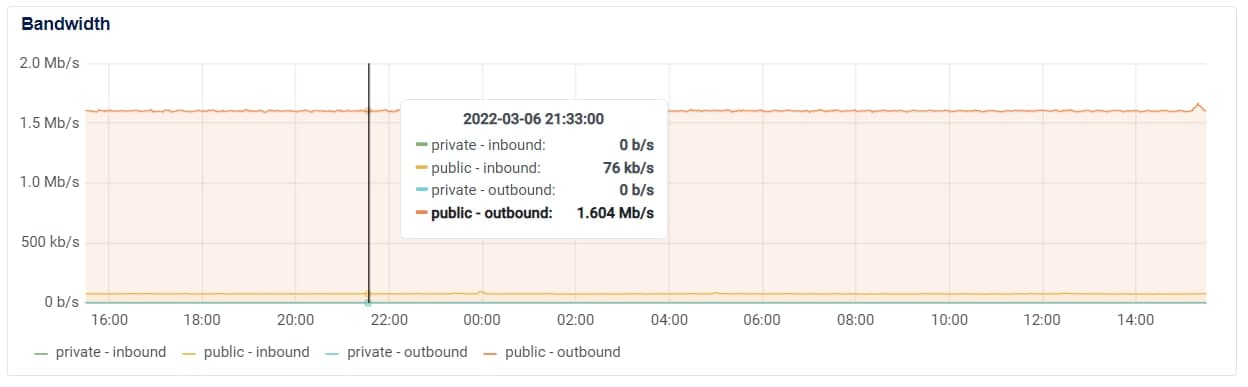 Bandwidth
2.0 Mb/s
1.5 Mb/s
1.0 Mb/s
500 kb/s
0 b/s
2022-03-06 21:33:00
private - inbound: 0 b/s
public - inbound: 76 kb/s
private - outbound: 0 b/s
public - outbound: 1.604 Mb/s
16:00 18:00 20:00 22:00 00:00 02:00 04:00 06:00 08:00 10:00 12:00 14:00
private - inbound public - inbound private - outbound public - outbound